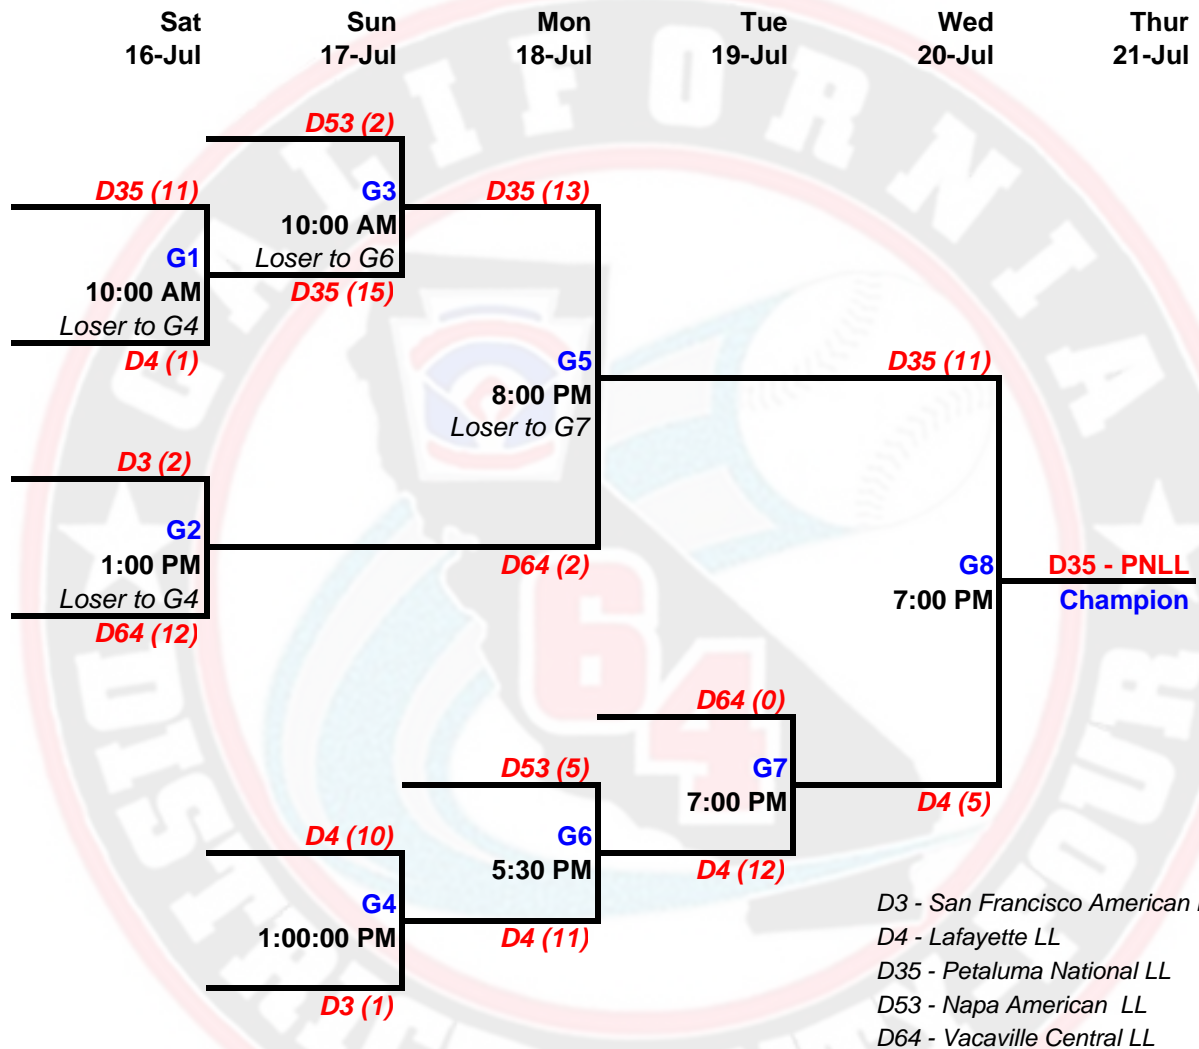 Sat Sun Mon Tue Wed Thur
16-Jul 17-Jul 18-Jul 19-Jul 20-Jul 21-Jul
D53 (2)
D35 (11) G3 D35 (13)
10:00 AM
G1 Loser to G6
10:00 AM D35 (15)
Loser to G4
D4 (1) G5 D35 (11)
8:00 PM
Loser to G7
D3 (2)
G2
1:00 PM D64 (2) G8 D35 - PNLL
Loser to G4 7:00 PM Champion
D64 (12)
D64 (0)
D53 (5) G7
7:00 PM D4 (5)
D4 (10) G6
5:30 PM D4 (12)
G4 D3 - San Francisco American
1:00:00 PM D4 (11) D4 - Lafayette LL
D35 - Petaluma National LL
D3 (1) D53 - Napa American LL
D64 - Vacaville Central LL
CALIFORNIA
64